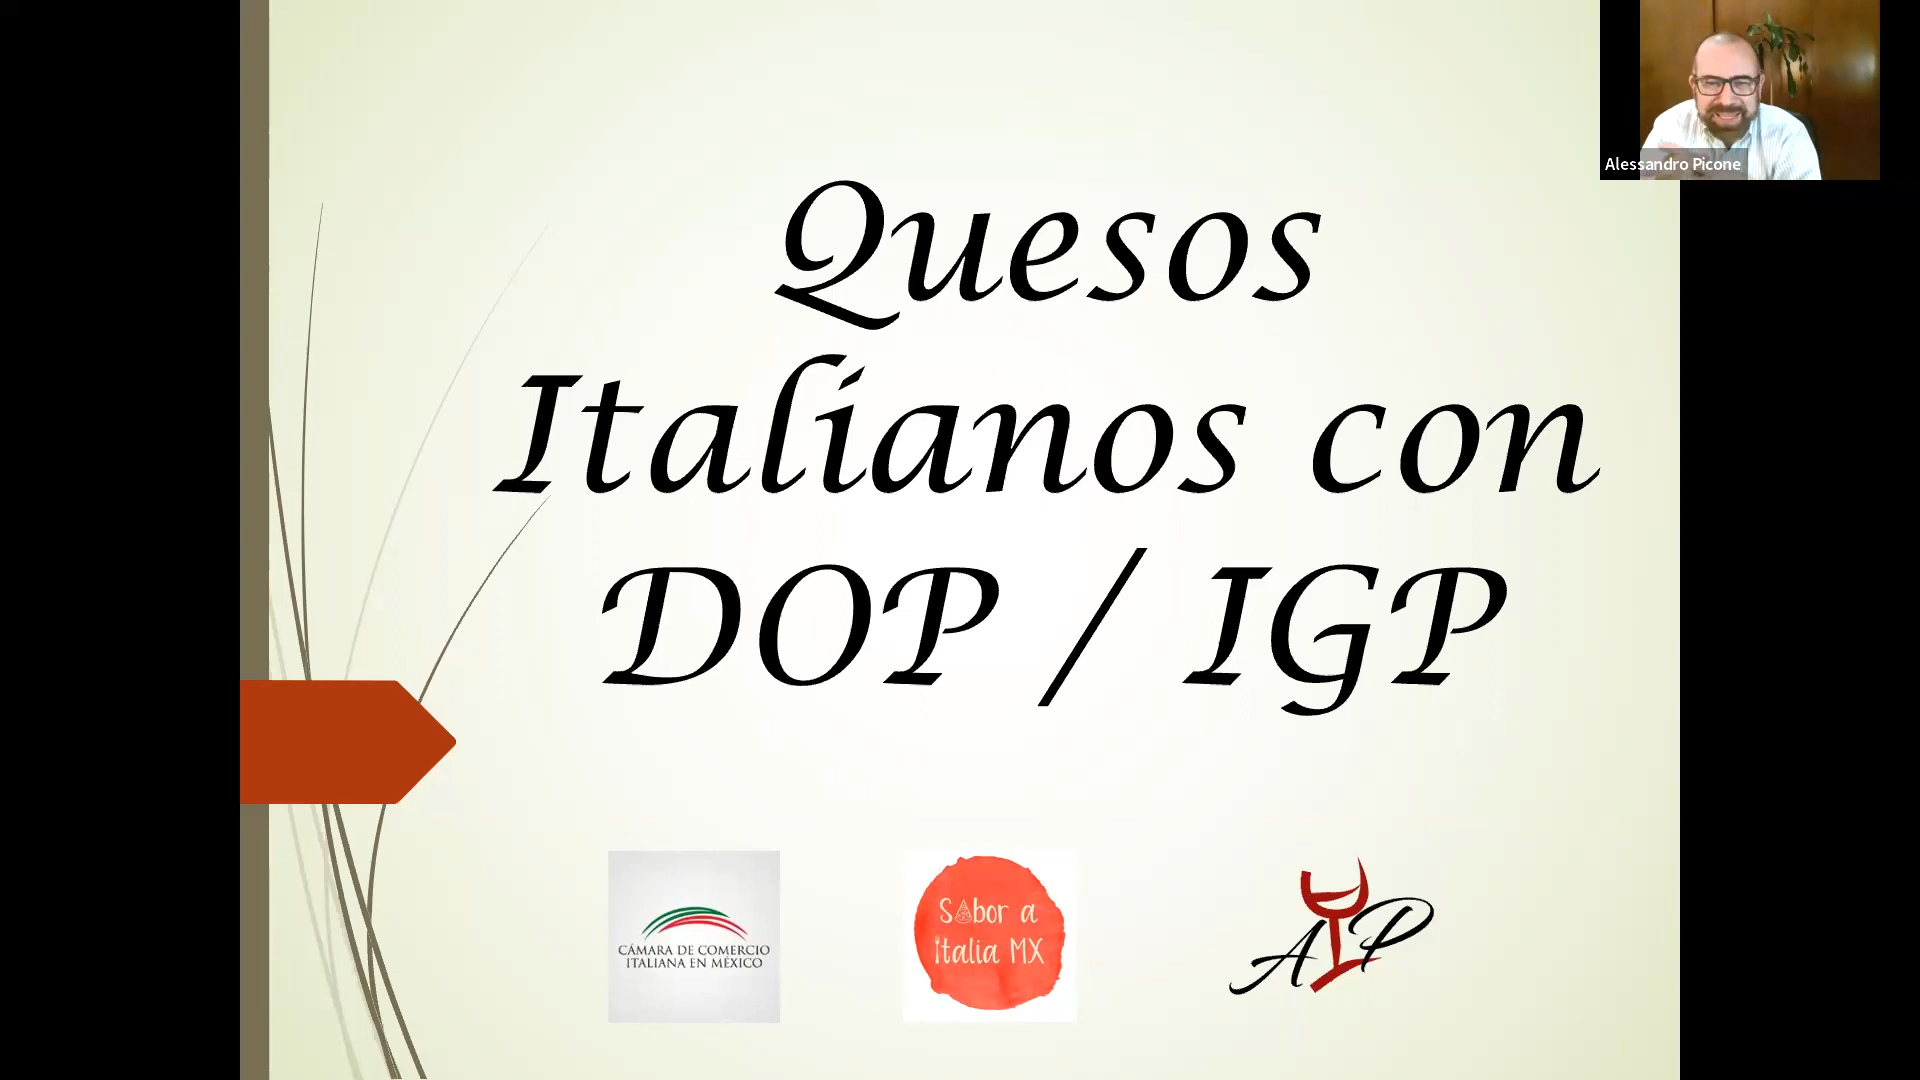 Alessandro Picone
Quesos
Italianos con
DOP / IGP
CÁMARA DE COMERCIO
ITALIANA EN MÉXICO
Sabor a
italia MX
AP